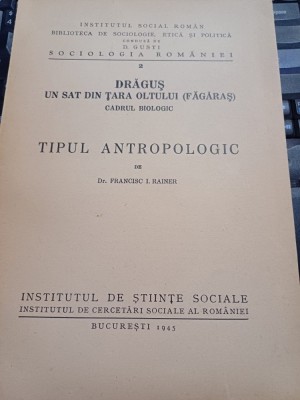 INSTITUTUL SOCIAL ROMÂN
BIBLIOTECA DE SOCIOLOGIE, ETICĂ ȘI POLITICĂ
CONDUSĂ DE
D. GUSTI
SOCIOLOGIA ROMÂNIEI
2
DRĂGUȘ
UN SAT DIN ȚARA OLTULUI (FĂGĂRAȘ)
CADRUL BIOLOGIC
TIPUL ANTROPOLOGIC
DE
Dr. FRANCISC I. RAINER
INSTITUTUL DE ȘTIINȚE SOCIALE
INSTITUTUL DE CERCETĂRI SOCIALE AL ROMÂNIEI
BUCUREȘTI 1945